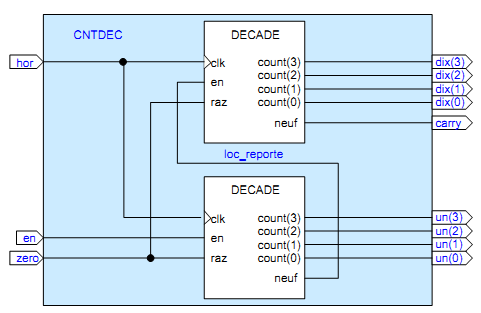 CNTDEC
DECADE
hor
clk
count(3)
dix(3)
en
count(2)
dix(2)
count(1)
dix(1)
raz
count(0)
dix(0)
neuf
carry
loc_reporte
DECADE
clk
count(3)
un(3)
en
en
count(2)
un(2)
count(1)
un(1)
zero
raz
count(0)
un(0)
neuf